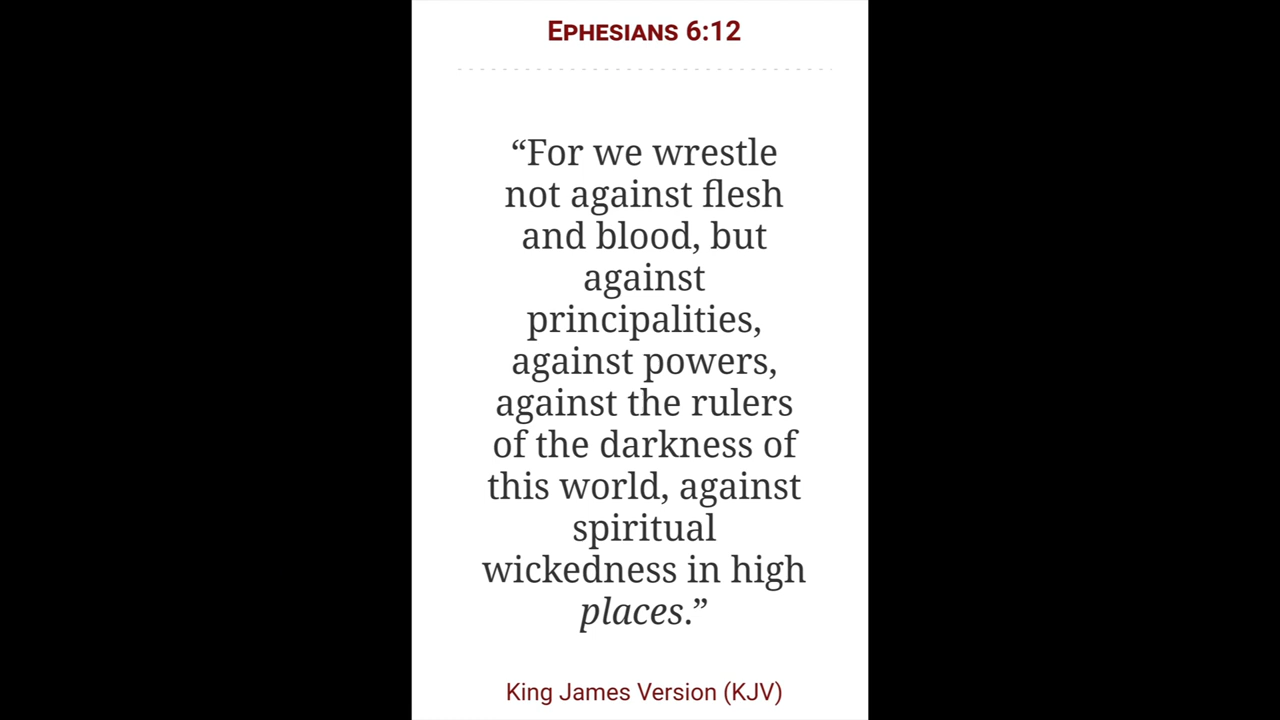 EPHESIANS 6:12
“For we wrestle
not against flesh
and blood, but
against
principalities,
against powers,
against the rulers
of the darkness of
this world, against
spiritual
wickedness in high
places.”
King James Version (KJV)